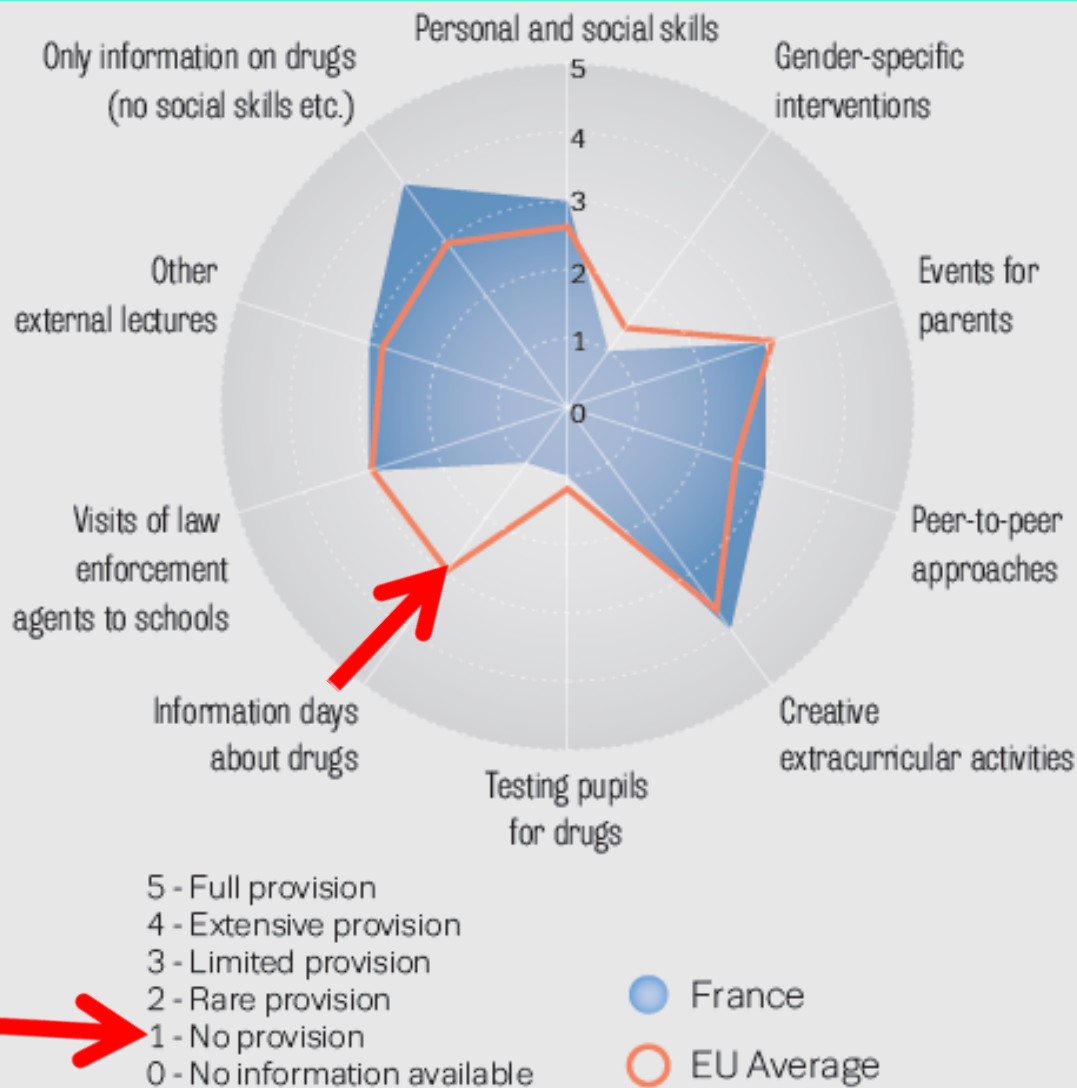 Personal and social skills
Only information on drugs
(no social skills etc.)
Gender-specific
interventions
5
4
3
2
1
0
Other
external lectures
Events for
parents
Visits of law
enforcement
agents to schools
Peer-to-peer
approaches
Information days
about drugs
Creative
extracurricular activities
Testing pupils
for drugs
5 - Full provision
4 - Extensive provision
3 - Limited provision
2 - Rare provision
1 - No provision
0 - No information available
France
EU Average